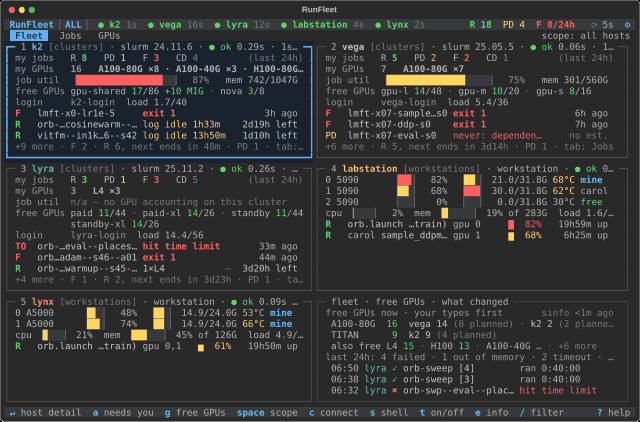 RunFleet
RunFleet │ ALL │ ● k2 1s ● vega 16s ● lyra 12s ● labstation 4s ● lynx 2s R 18 PD 4 F 8/24h ⟳ 5s ⚙
Fleet Jobs GPUs scope: all hosts
1 k2 [clusters] · slurm 24.11.6 · ● ok 0.29s · 1s…
my jobs R 8 PD 1 F 3 CD 4 (last 24h)
my GPUs 16 A100-80G ×8 · A100-40G ×3 · H100-80G…
job util 87% mem 742/1047G
free GPUs gpu-shared 17/86 +10 MIG · nova 3/8
login k2-login load 1.7/40
F lmft-x0-lr1e-5 exit 1 3h ago
R orb-…cosinewarm--… log idle 1h33m 2d19h left
R vitfm--in1k…6--s42 log idle 13h50m 1d10h left
+9 more · F 2 · R 6, next ends in 48m · PD 1 · tab:…
2 vega [clusters] · slurm 25.05.5 · ● ok 0.06s · 1…
my jobs R 5 PD 2 F 1 CD 3 (last 24h)
my GPUs 7 A100-80G ×7
job util 75% mem 301/560G
free GPUs gpu-l 14/48 · gpu-m 10/20 · gpu-s 8/16
login vega-login load 5.4/36
F lmft-x07-sample…s0 exit 1 6h ago
F lmft-x07-ddp-s0 exit 1 7h ago
PD lmft-x07-eval-s0 never: dependen… no est.
+6 more · R 5, next ends in 3d14h · PD 1 · tab: Jobs
3 lyra [clusters] · slurm 25.11.2 · ● ok 0.26s · …
my jobs R 3 PD 1 F 3 CD 5 (last 24h)
my GPUs 3 L4 ×3
job util n/a — no GPU accounting on this cluster
free GPUs paid 11/44 · paid-xl 14/26 · standby 11/44
standby-xl 14/26
login lyra-login load 14.4/56
TO orb-…eval--places… hit time limit 33m ago
F orb-…adam--s46--a01 exit 1 44m ago
R orb-…warmup--s45-… 1×L4 — 3d20h left
+4 more · F 1 · R 2, next ends in 3d23h · PD 1 · ta…
4 labstation [workstations] · workstation · ● ok 0…
0 5090 82% 21.0/31.8G 68°C mine
1 5090 68% 30.0/31.8G 62°C carol
2 5090 0% 0.0/31.8G 30°C free
cpu 2% mem 19% of 283G load 1.6/…
R orb.launch …train) gpu 0 82% 19h59m up
R carol sample_ddpm… gpu 1 68% 6h25m up
5 lynx [workstations] · workstation · ● ok 0.09s …
0 A5000 48% 14.9/24.0G 53°C mine
1 A5000 74% 14.9/24.0G 66°C mine
cpu 21% mem 45% of 126G load 4.9/…
R orb.launch …train) gpu 0,1 61% 19h50m up
fleet · free GPUs · what changed
free GPUs now · your types first sinfo <1m ago
A100-80G 16 vega 14 (8 planned) · k2 2 (2 planne…
TITAN 9 k2 9 (4 planned)
also free L4 15 · H100 13 · A100-40G … · +6 more
last 24h: 4 failed · 1 out of memory · 2 timeout · …
06:50 lyra ✓ orb-sweep [4] ran 0:40:00
06:38 lyra ✓ orb-sweep [3] ran 0:40:00
06:32 lyra ✖ orb-swp--eval--plac… hit time limit
↵ host detail a needs you g free GPUs space scope c connect s shell t on/off e info / filter ? help